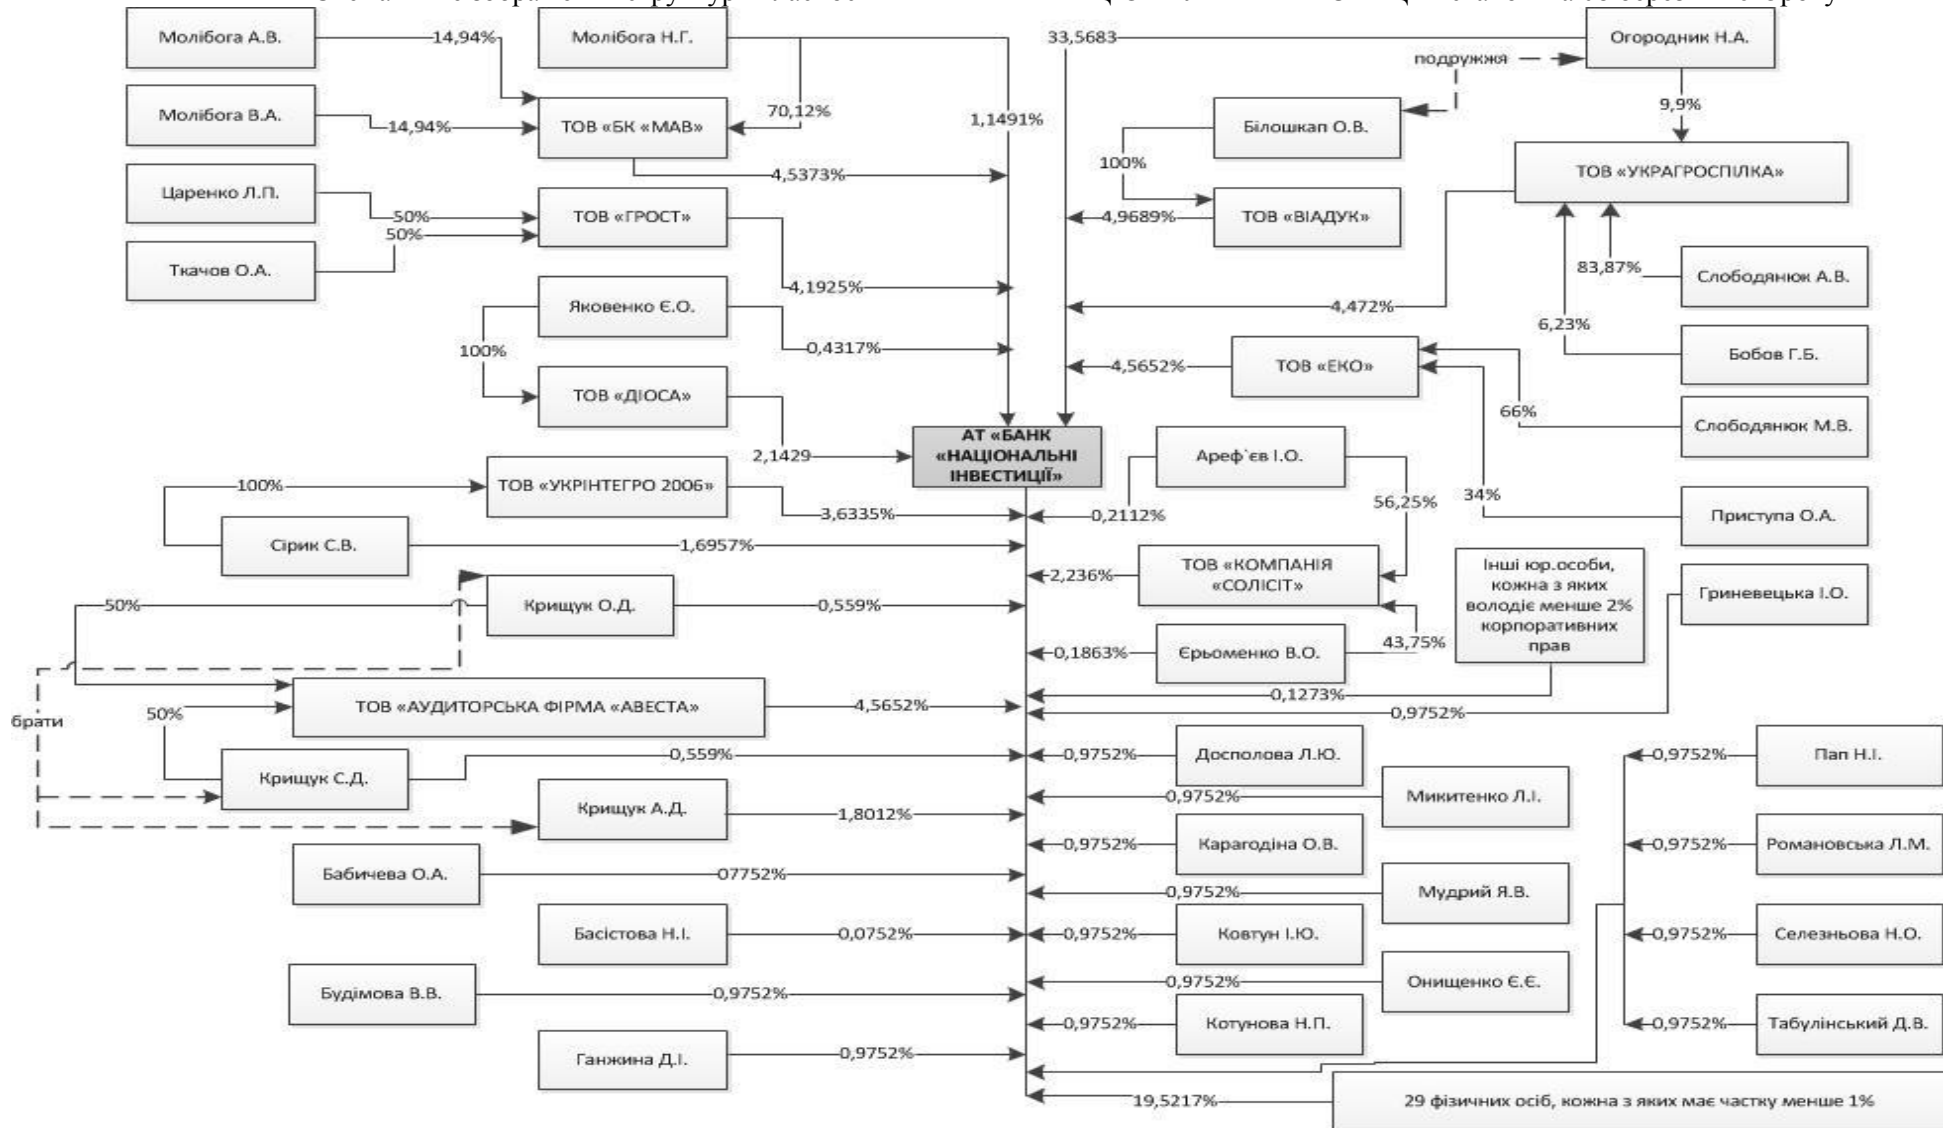 Молібога А.В.
14,94%
Молібога Н.Г.
33,5683
Огородник Н.А.
подружжя
70,12%
9,9%
Молібога В.А.
14,94%
ТОВ «БК «МАВ»
1,1491%
Білошкап О.В.
100%
4,5373%
ТОВ «УКРАГРОСПІЛКА»
Царенко Л.П.
50%
ТОВ «ГРОСТ»
4,9689%
ТОВ «ВІАДУК»
50%
Ткачов О.А.
83,87%
Слободянюк А.В.
4,1925%
Яковенко Є.О.
4,472%
6,23%
100%
0,4317%
Бобов Г.Б.
4,5652%
ТОВ «ЕКО»
ТОВ «ДІОСА»
66%
Слободянюк М.В.
АТ «БАНК
«НАЦІОНАЛЬНІ
ІНВЕСТИЦІЇ»
2,1429
Ареф`єв І.О.
100%
ТОВ «УКРІНТЕГРО 2006»
56,25%
34%
3,6335%
0,2112%
Приступа О.А.
Сірик С.В.
1,6957%
ТОВ «КОМПАНІЯ
«СОЛІСІТ»
2,236%
Інші юр.особи,
кожна з яких
володіє менше 2%
корпоративних
прав
Гриневецька І.О.
50%
Крищук О.Д.
0,559%
43,75%
0,1863%
Єрьоменко В.О.
0,1273%
50%
ТОВ «АУДИТОРСЬКА ФІРМА «АВЕСТА»
4,5652%
0,9752%
брати
0,559%
0,9752%
Досполова Л.Ю.
0,9752%
Пап Н.І.
Крищук С.Д.
0,9752%
Микитенко Л.І.
Крищук А.Д.
1,8012%
0,9752%
Карагодіна О.В.
0,9752%
Романовська Л.М.
Бабичева О.А.
07752%
0,9752%
Мудрий Я.В.
Басістова Н.І.
0,0752%
0,9752%
Ковтун І.Ю.
0,9752%
Селезньова Н.О.
0,9752%
Онищенко Є.Є.
Будімова В.В.
0,9752%
0,9752%
Котунова Н.П.
0,9752%
Табулінський Д.В.
Ганжина Д.І.
0,9752%
19,5217%
29 фізичних осіб, кожна з яких має частку менше 1%